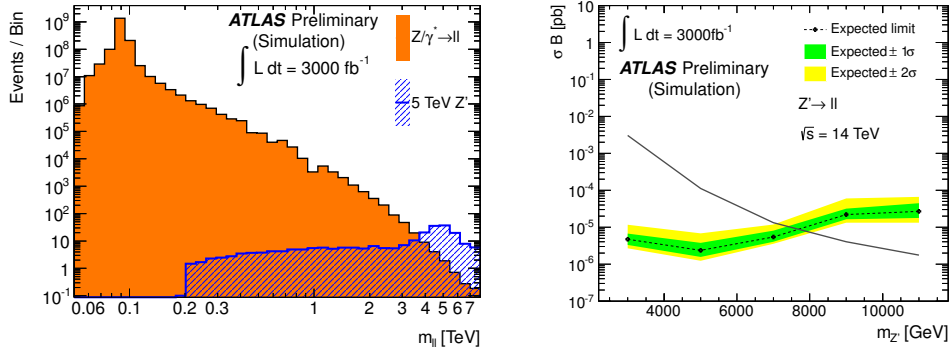 ATLAS Preliminary
(Simulation)
∫ L dt = 3000 fb⁻¹
Z/γ*→ll
5 TeV Z'
Events / Bin
10⁹
10⁸
10⁷
10⁶
10⁵
10⁴
10³
10²
10
1
10⁻¹
0.06 0.1 0.2 0.3 1 2 3 4 5 6 7
m_ll [TeV]
∫ L dt = 3000fb⁻¹
ATLAS Preliminary
(Simulation)
Expected limit
Expected ± 1σ
Expected ± 2σ
Z'→ ll
√s = 14 TeV
σ B [pb]
10
1
10⁻¹
10⁻²
10⁻³
10⁻⁴
10⁻⁵
10⁻⁶
10⁻⁷
4000 6000 8000 10000
m_Z' [GeV]